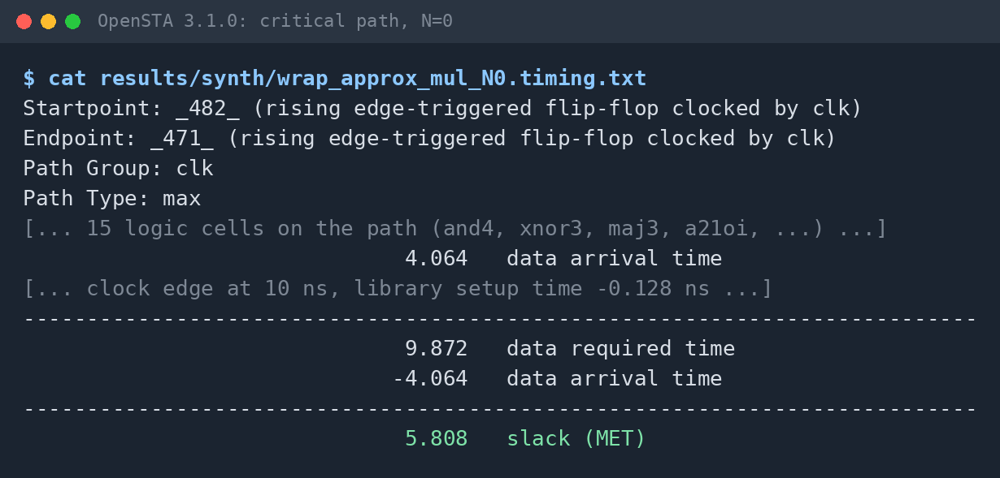 OpenSTA 3.1.0: critical path, N=0
$ cat results/synth/wrap_approx_mul_N0.timing.txt
Startpoint: _482_ (rising edge-triggered flip-flop clocked by clk)
Endpoint: _471_ (rising edge-triggered flip-flop clocked by clk)
Path Group: clk
Path Type: max
[... 15 logic cells on the path (and4, xnor3, maj3, a21oi, ...) ...]
4.064   data arrival time
[... clock edge at 10 ns, library setup time -0.128 ns ...]
---------------------------------------------------------------------------
9.872   data required time
-4.064   data arrival time
---------------------------------------------------------------------------
5.808   slack (MET)